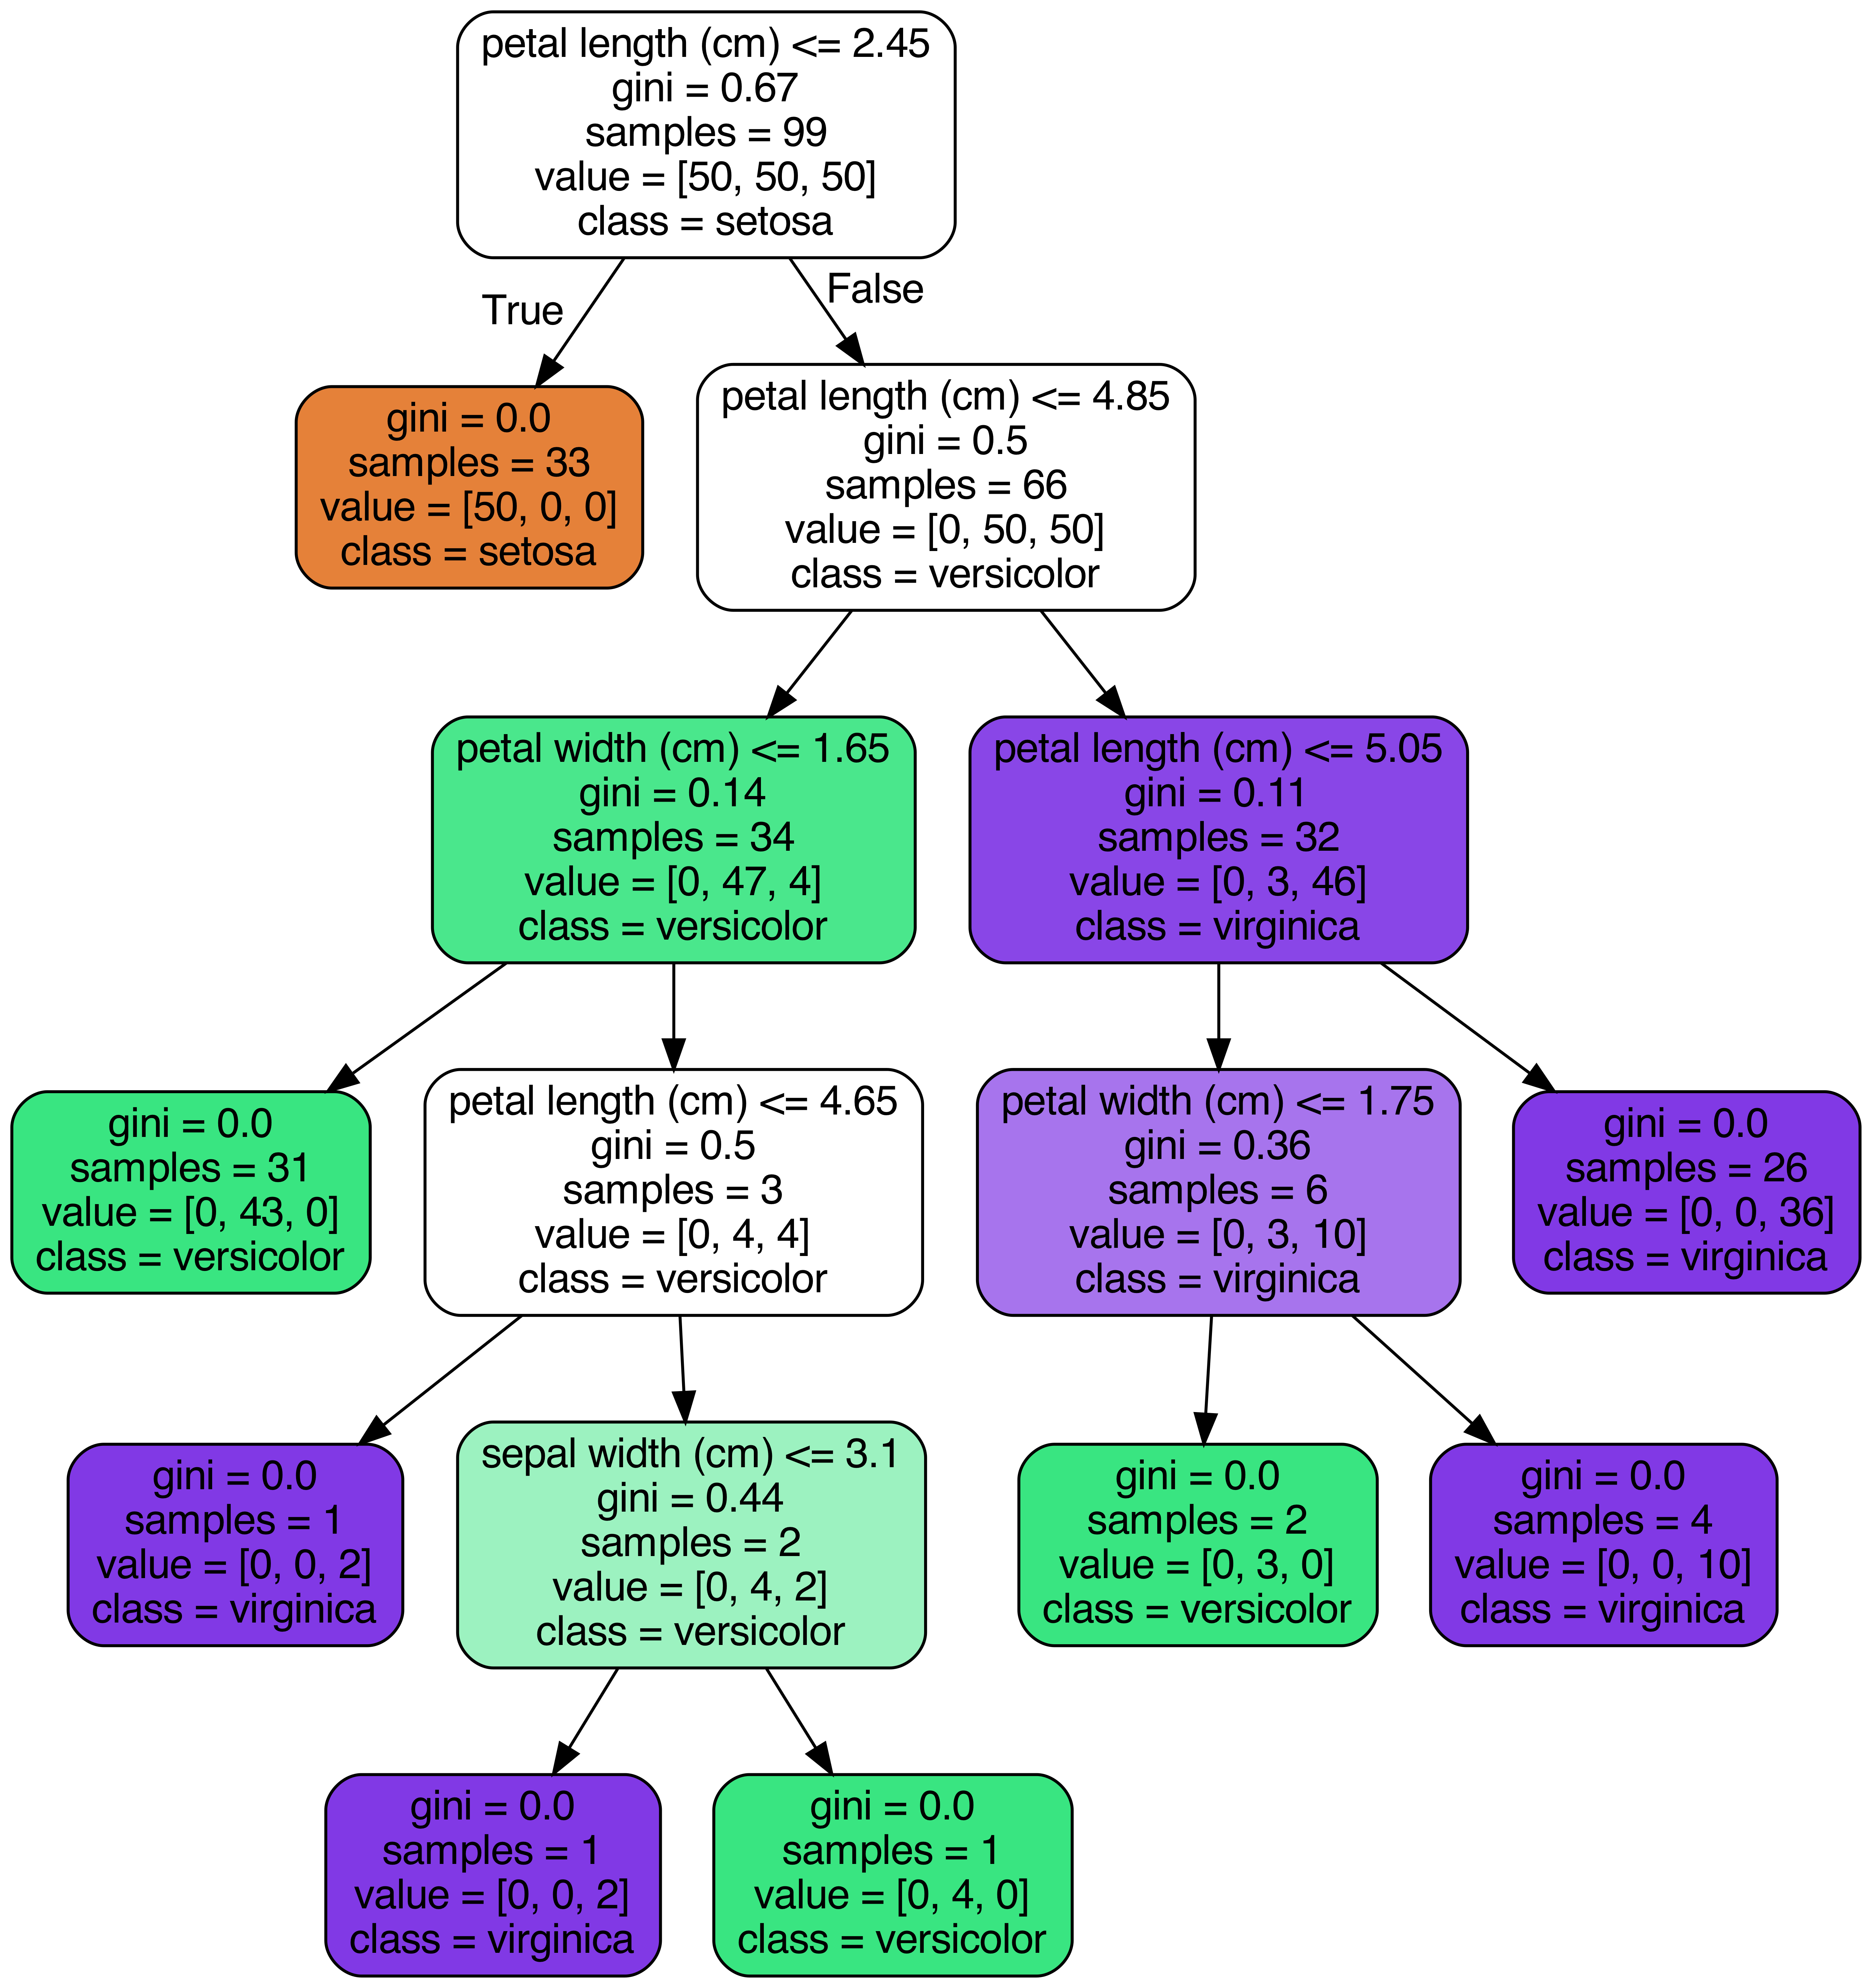 petal length (cm) <= 2.45
gini = 0.67
samples = 99
value = [50, 50, 50]
class = setosa
True
False
gini = 0.0
samples = 33
value = [50, 0, 0]
class = setosa
petal length (cm) <= 4.85
gini = 0.5
samples = 66
value = [0, 50, 50]
class = versicolor
petal width (cm) <= 1.65
gini = 0.14
samples = 34
value = [0, 47, 4]
class = versicolor
petal length (cm) <= 5.05
gini = 0.11
samples = 32
value = [0, 3, 46]
class = virginica
gini = 0.0
samples = 31
value = [0, 43, 0]
class = versicolor
petal length (cm) <= 4.65
gini = 0.5
samples = 3
value = [0, 4, 4]
class = versicolor
petal width (cm) <= 1.75
gini = 0.36
samples = 6
value = [0, 3, 10]
class = virginica
gini = 0.0
samples = 26
value = [0, 0, 36]
class = virginica
gini = 0.0
samples = 1
value = [0, 0, 2]
class = virginica
sepal width (cm) <= 3.1
gini = 0.44
samples = 2
value = [0, 4, 2]
class = versicolor
gini = 0.0
samples = 2
value = [0, 3, 0]
class = versicolor
gini = 0.0
samples = 4
value = [0, 0, 10]
class = virginica
gini = 0.0
samples = 1
value = [0, 0, 2]
class = virginica
gini = 0.0
samples = 1
value = [0, 4, 0]
class = versicolor